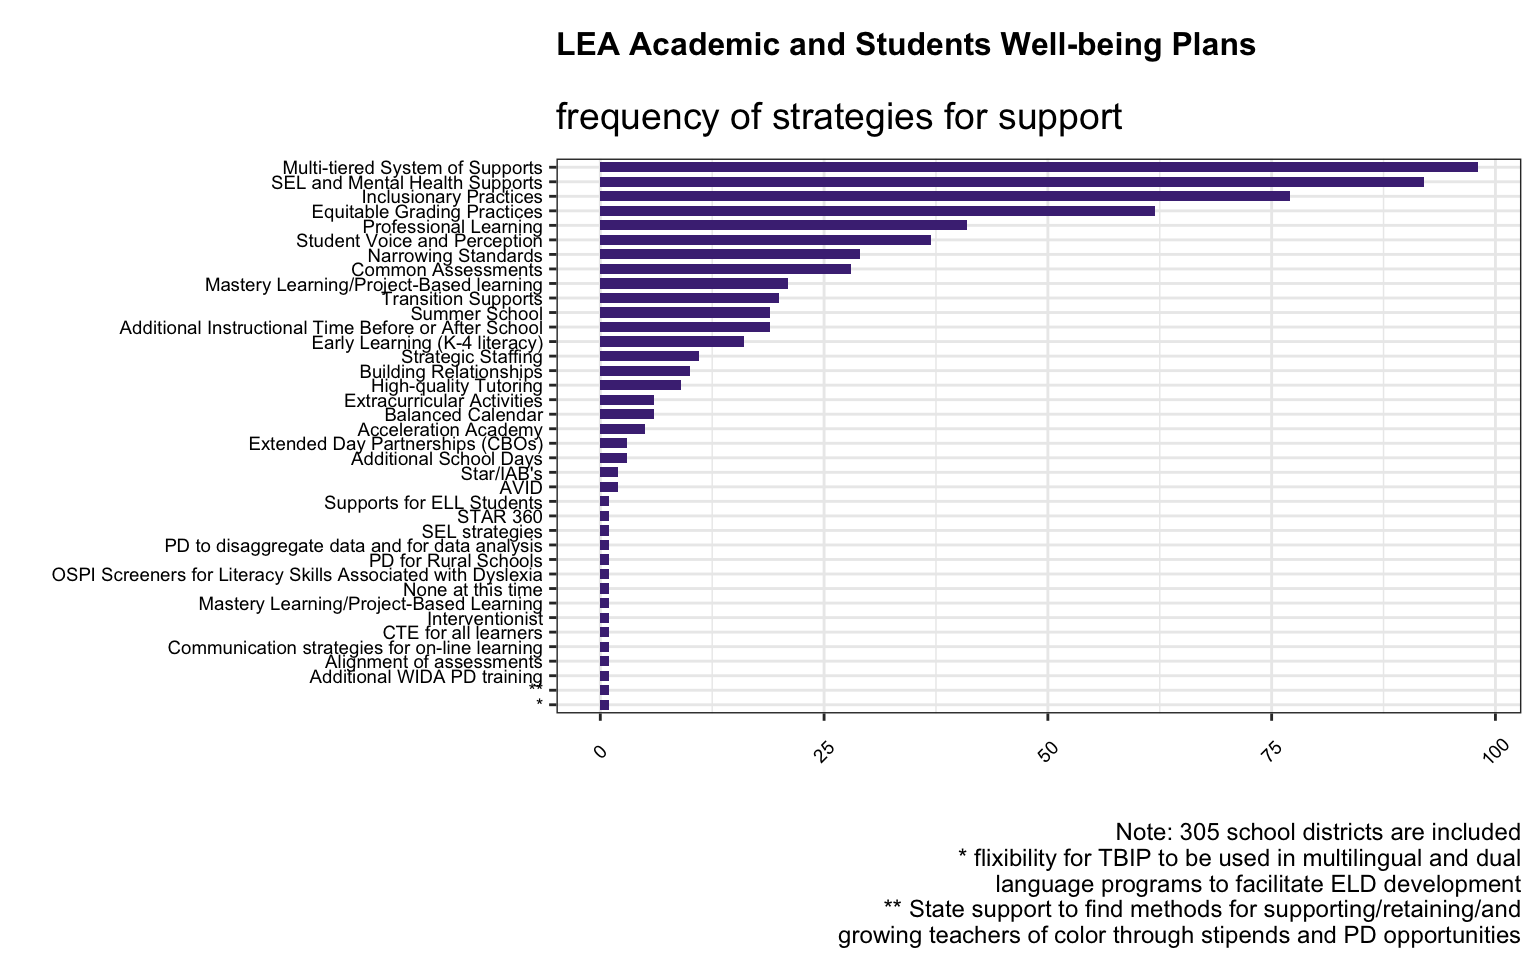 LEA Academic and Students Well-being Plans
frequency of strategies for support
Multi-tiered System of Supports
SEL and Mental Health Supports
Inclusionary Practices
Equitable Grading Practices
Professional Learning
Student Voice and Perception
Narrowing Standards
Common Assessments
Mastery Learning/Project-Based learning
Transition Supports
Summer School
Additional Instructional Time Before or After School
Early Learning (K-4 literacy)
Strategic Staffing
Building Relationships
High-quality Tutoring
Extracurricular Activities
Balanced Calendar
Acceleration Academy
Extended Day Partnerships (CBOs)
Additional School Days
Star/IAB's
AVID
Supports for ELL Students
STAR 360
SEL strategies
PD to disaggregate data and for data analysis
PD for Rural Schools
OSPI Screeners for Literacy Skills Associated with Dyslexia
None at this time
Mastery Learning/Project-Based Learning
Interventionist
CTE for all learners
Communication strategies for on-line learning
Alignment of assessments
Additional WIDA PD training
**
*
0 25 50 75 100
Note: 305 school districts are included
* flixibility for TBIP to be used in multilingual and dual
language programs to facilitate ELD development
** State support to find methods for supporting/retaining/and
growing teachers of color through stipends and PD opportunities